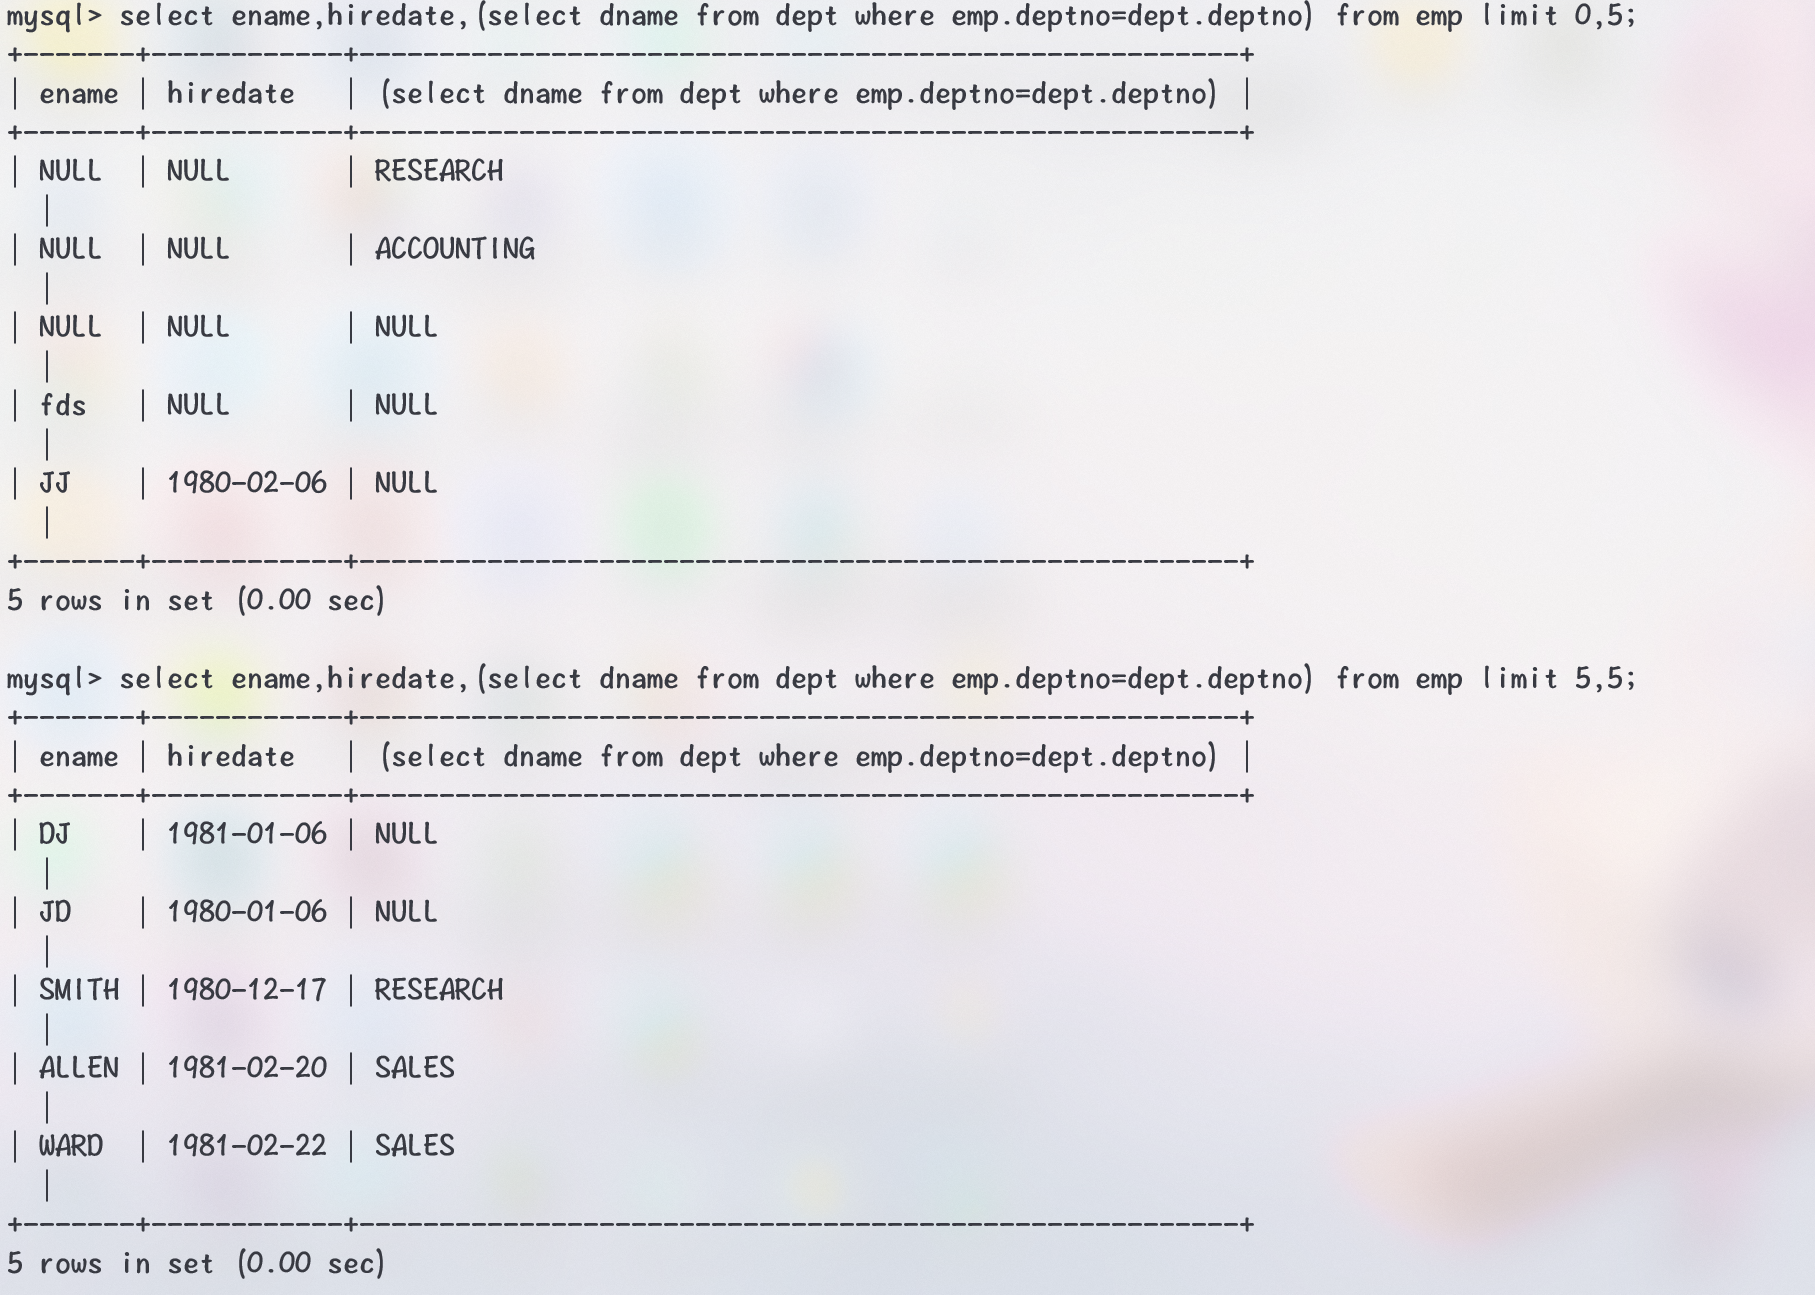 mysql> select ename,hiredate,(select dname from dept where emp.deptno=dept.deptno) from emp limit 0,5;
+-------+------------+-------------------------------------------------------+
| ename | hiredate   | (select dname from dept where emp.deptno=dept.deptno) |
+-------+------------+-------------------------------------------------------+
| NULL  | NULL       | RESEARCH
  |
| NULL  | NULL       | ACCOUNTING
  |
| NULL  | NULL       | NULL
  |
| fds   | NULL       | NULL
  |
| JJ    | 1980-02-06 | NULL
  |
+-------+------------+-------------------------------------------------------+
5 rows in set (0.00 sec)

mysql> select ename,hiredate,(select dname from dept where emp.deptno=dept.deptno) from emp limit 5,5;
+-------+------------+-------------------------------------------------------+
| ename | hiredate   | (select dname from dept where emp.deptno=dept.deptno) |
+-------+------------+-------------------------------------------------------+
| DJ    | 1981-01-06 | NULL
  |
| JD    | 1980-01-06 | NULL
  |
| SMITH | 1980-12-17 | RESEARCH
  |
| ALLEN | 1981-02-20 | SALES
  |
| WARD  | 1981-02-22 | SALES
  |
+-------+------------+-------------------------------------------------------+
5 rows in set (0.00 sec)